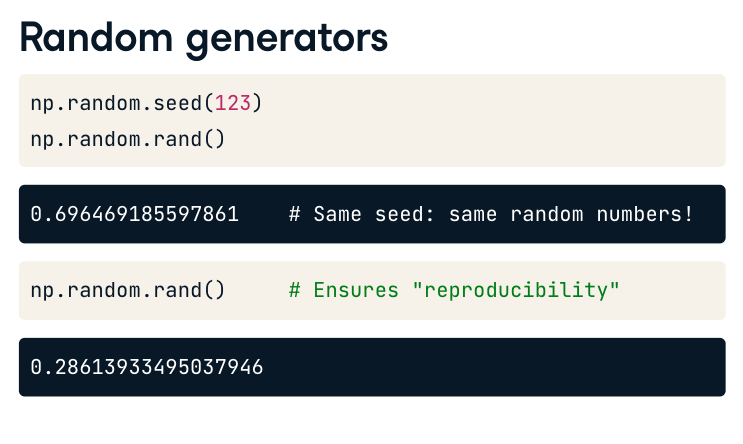 Random generators
np.random.seed(123)
np.random.rand()
0.696469185597861    # Same seed: same random numbers!
np.random.rand()     # Ensures "reproducibility"
0.28613933495037946